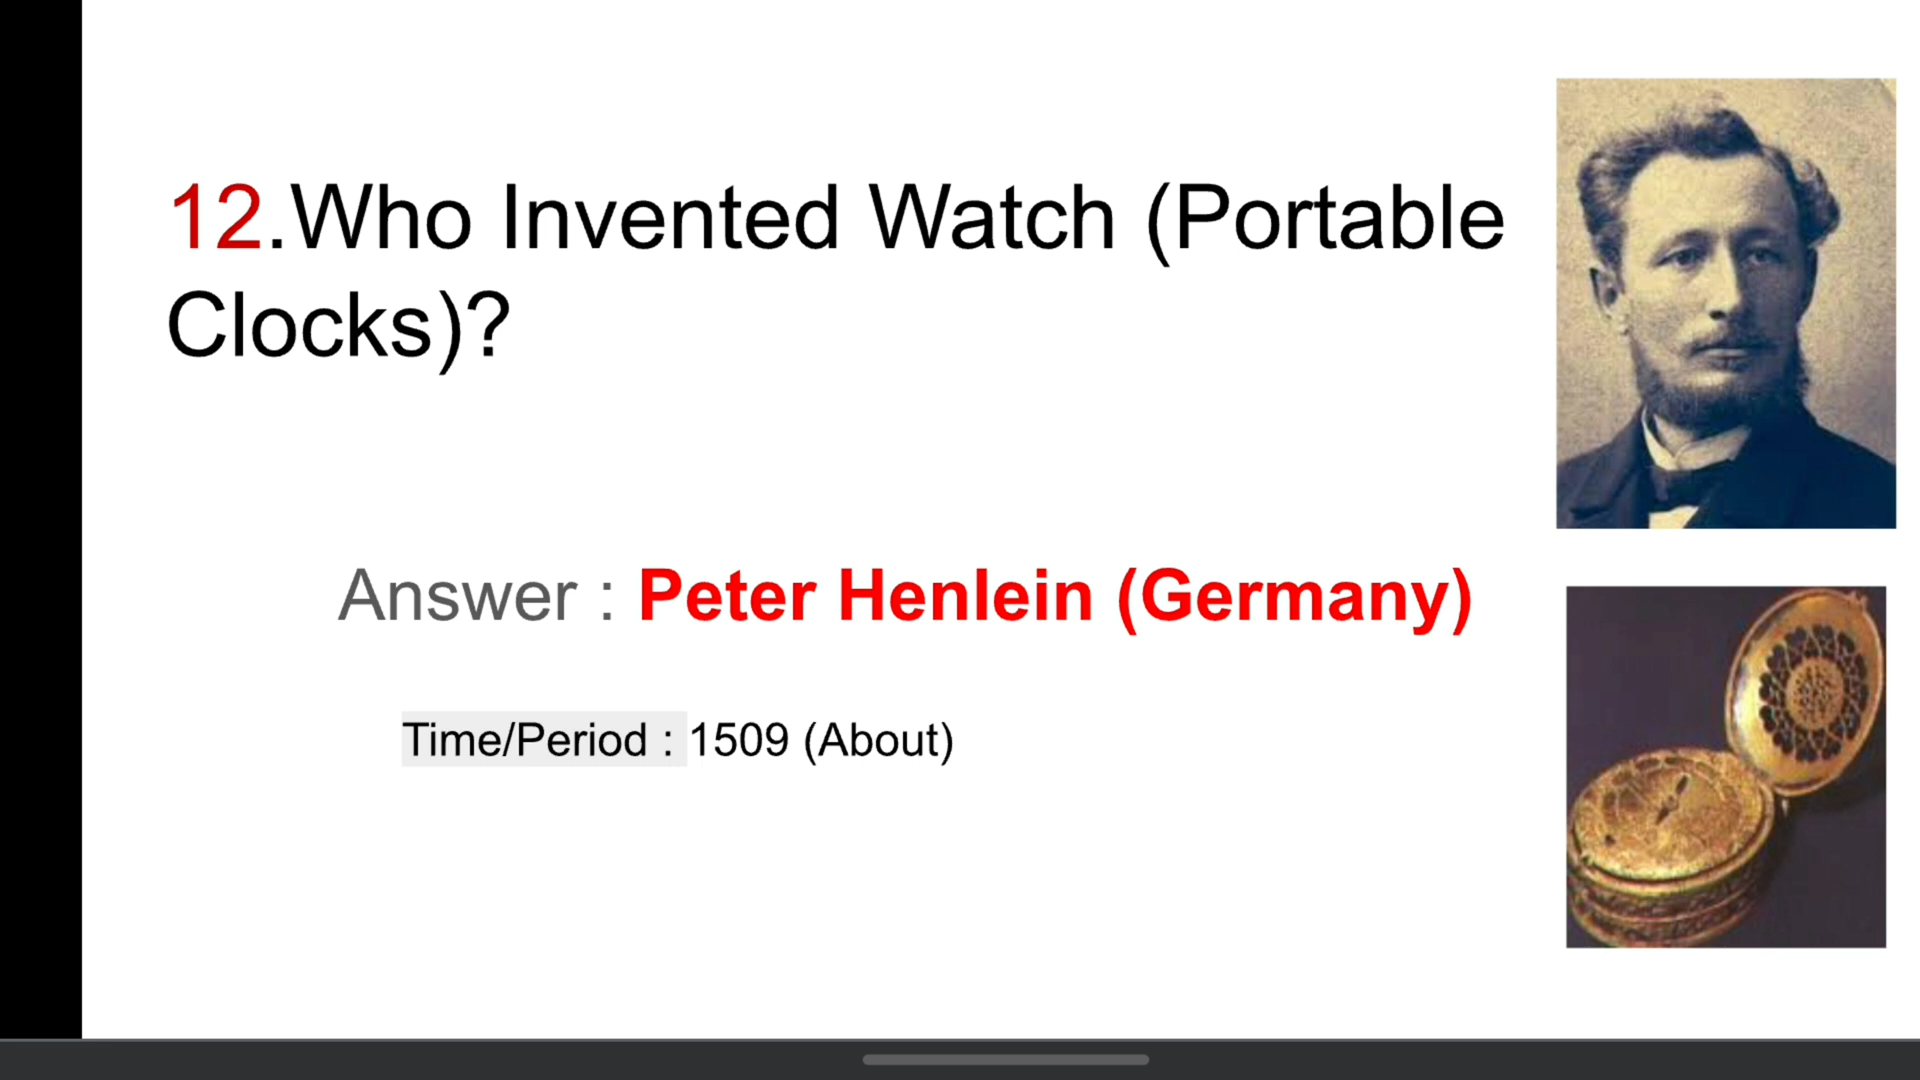 12.Who Invented Watch (Portable
Clocks)?
Answer : Peter Henlein (Germany)
Time/Period : 1509 (About)